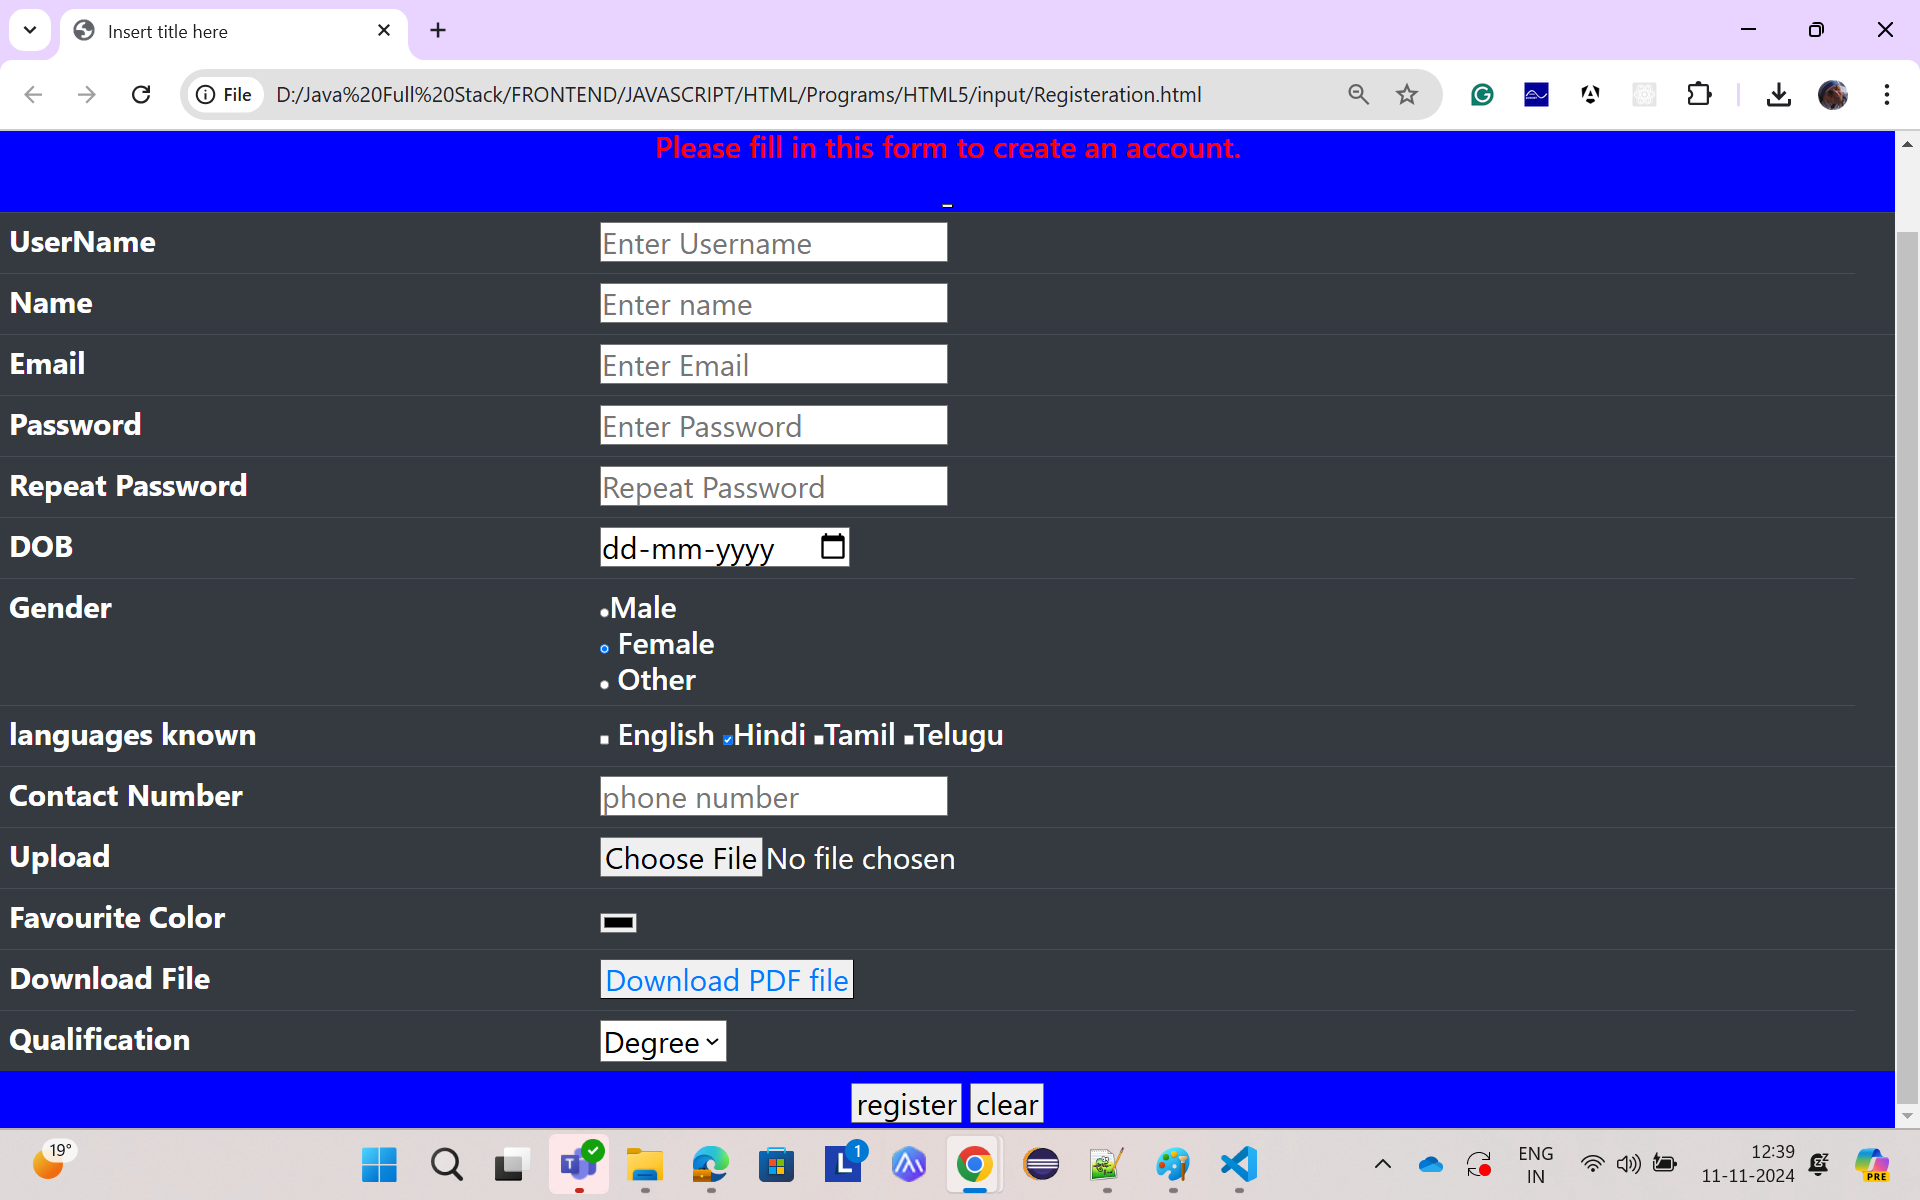 Insert title here
File D:/Java%20Full%20Stack/FRONTEND/JAVASCRIPT/HTML/Programs/HTML5/input/Registeration.html
Please fill in this form to create an account.
UserName Enter Username
Name Enter name
Email Enter Email
Password Enter Password
Repeat Password Repeat Password
DOB dd-mm-yyyy
Gender Male
Female
Other
languages known English Hindi Tamil Telugu
Contact Number phone number
Upload Choose File No file chosen
Favourite Color
Download File Download PDF file
Qualification Degree
register clear
19° L 1 ENG 12:39
IN 11-11-2024 PRE